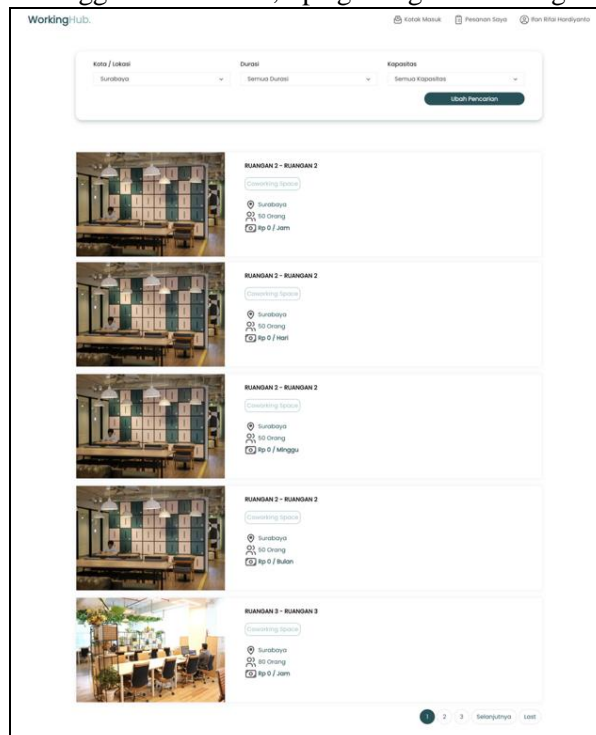 WorkingHub.
Kotak Masuk Pesanan Saya Ifan Rifai Hardiyanto
Kota / Lokasi Durasi Kapasitas
Surabaya Semua Durasi Semua Kapasitas
Ubah Pencarian
RUANGAN 2 - RUANGAN 2
Coworking Space
Surabaya
50 Orang
Rp 0 / Jam
RUANGAN 2 - RUANGAN 2
Coworking Space
Surabaya
50 Orang
Rp 0 / Hari
RUANGAN 2 - RUANGAN 2
Coworking Space
Surabaya
50 Orang
Rp 0 / Minggu
RUANGAN 2 - RUANGAN 2
Coworking Space
Surabaya
50 Orang
Rp 0 / Bulan
RUANGAN 3 - RUANGAN 3
Coworking Space
Surabaya
80 Orang
Rp 0 / Jam
1 2 3 Selanjutnya Last